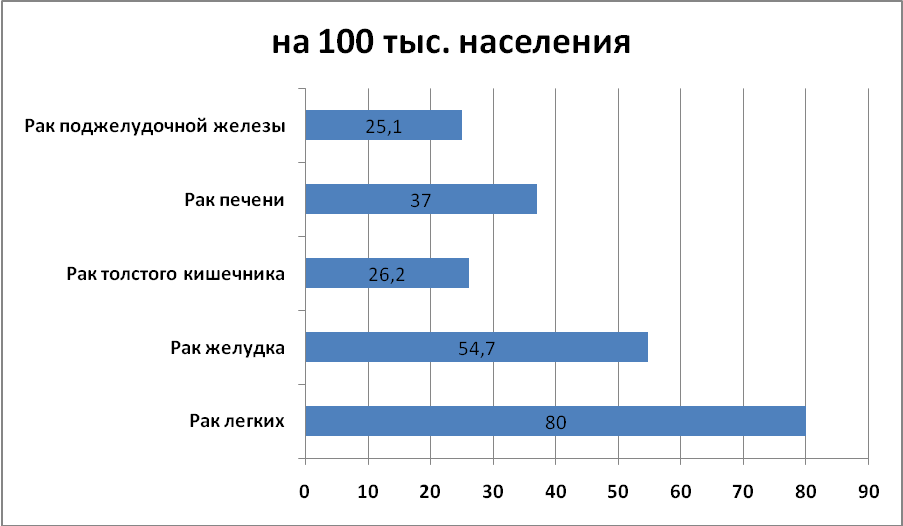 на 100 тыс. населения
Рак поджелудочной железы
25,1
Рак печени
37
Рак толстого кишечника
26,2
Рак желудка
54,7
Рак легких
80
0 10 20 30 40 50 60 70 80 90